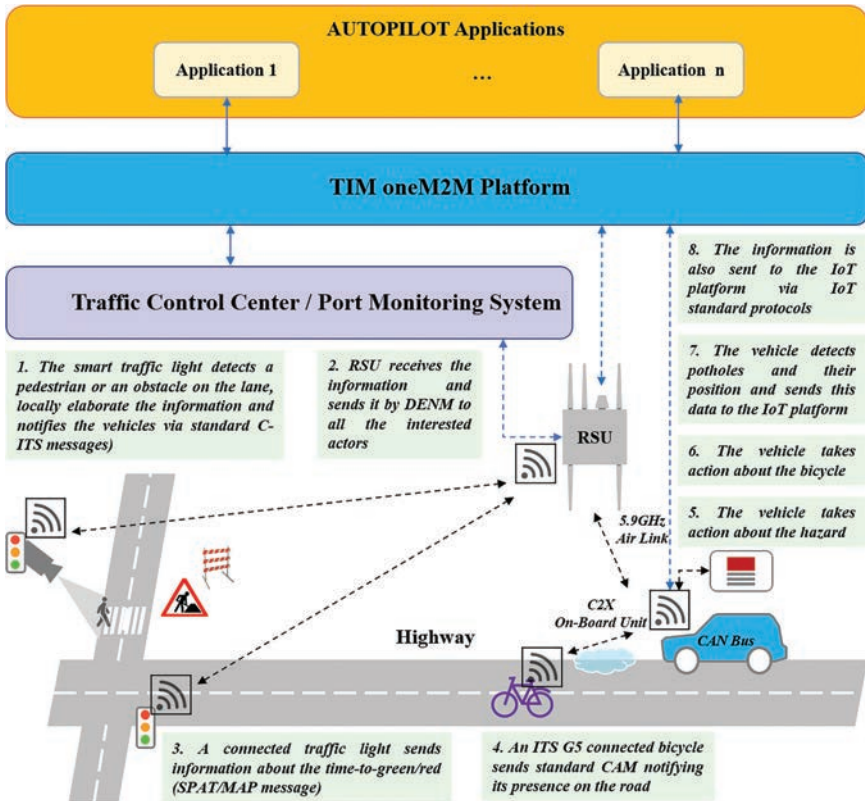 AUTOPILOT Applications
Application 1
...
Application n
TIM oneM2M Platform
Traffic Control Center / Port Monitoring System
8. The information is
also sent to the IoT
platform via IoT
standard protocols
1. The smart traffic light detects a
pedestrian or an obstacle on the lane,
locally elaborate the information and
notifies the vehicles via standard C-
ITS messages)
2. RSU receives the
information and
sends it by DENM to
all the interested
actors
7. The vehicle detects
potholes and their
position and sends this
data to the IoT platform
RSU
6. The vehicle takes
action about the bicycle
5. The vehicle takes
action about the hazard
5.9GHz
Air Link
C2X
On-Board Unit
Highway
CAN Bus
3. A connected traffic light sends
information about the time-to-green/red
(SPAT/MAP message)
4. An ITS G5 connected bicycle
sends standard CAM notifying
its presence on the road